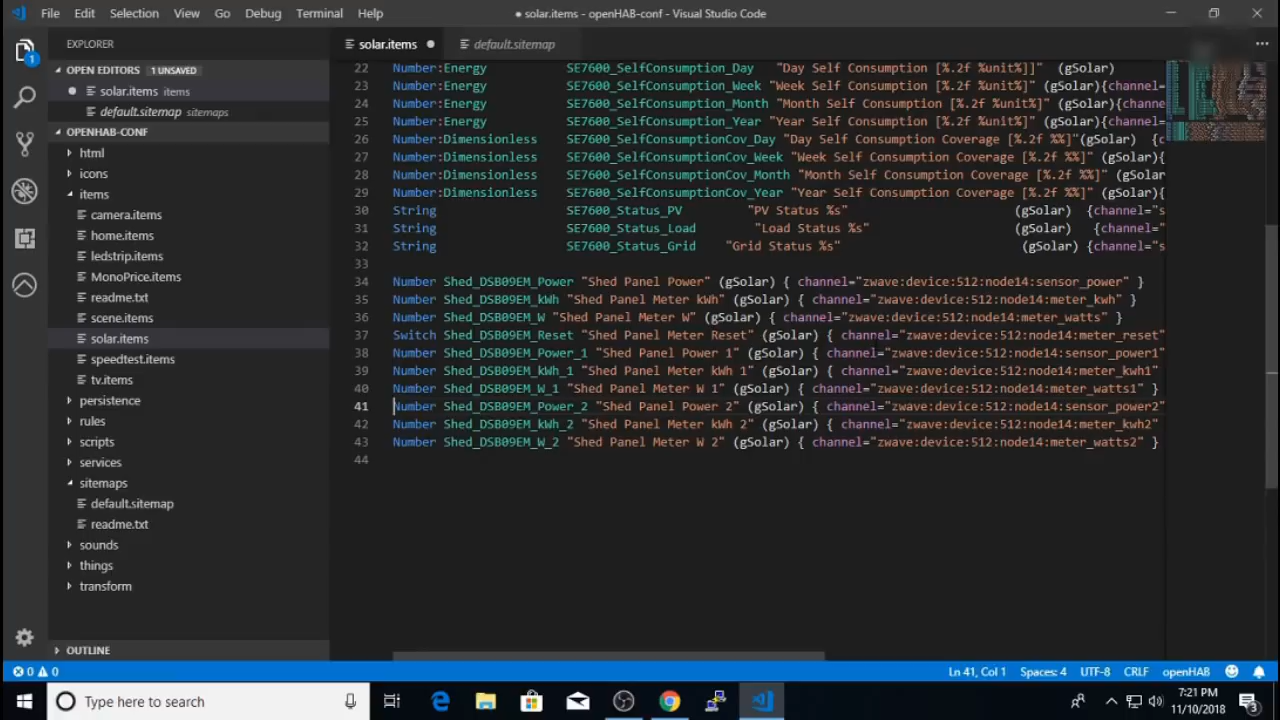 File Edit Selection View Go Debug Terminal Help
● solar.items - openHAB-conf - Visual Studio Code
EXPLORER
solar.items ●
default.sitemap
OPEN EDITORS 1 UNSAVED
● solar.items items
default.sitemap sitemaps
OPENHAB-CONF
html
icons
items
camera.items
home.items
ledstrip.items
MonoPrice.items
readme.txt
scene.items
solar.items
speedtest.items
tv.items
persistence
rules
scripts
services
sitemaps
default.sitemap
readme.txt
sounds
things
transform
OUTLINE
22 Number:Energy SE7600_SelfConsumption_Day "Day Self Consumption [%.2f %unit%]]" (gSolar)
23 Number:Energy SE7600_SelfConsumption_Week "Week Self Consumption [%.2f %unit%]" (gSolar){channel=
24 Number:Energy SE7600_SelfConsumption_Month "Month Self Consumption [%.2f %unit%]" (gSolar){channe
25 Number:Energy SE7600_SelfConsumption_Year "Year Self Consumption [%.2f %unit%]" (gSolar){channel=
26 Number:Dimensionless SE7600_SelfConsumptionCov_Day "Day Self Consumption Coverage [%.2f %%]"(gSolar) {c
27 Number:Dimensionless SE7600_SelfConsumptionCov_Week "Week Self Consumption Coverage [%.2f %%]" (gSolar){
28 Number:Dimensionless SE7600_SelfConsumptionCov_Month "Month Self Consumption Coverage [%.2f %%]" (gSolar)
29 Number:Dimensionless SE7600_SelfConsumptionCov_Year "Year Self Consumption Coverage [%.2f %%]" (gSolar){
30 String SE7600_Status_PV "PV Status %s" (gSolar) {channel="s
31 String SE7600_Status_Load "Load Status %s" (gSolar) {channel="s
32 String SE7600_Status_Grid "Grid Status %s" (gSolar) {channel="s
33
34 Number Shed_DSB09EM_Power "Shed Panel Power" (gSolar) { channel="zwave:device:512:node14:sensor_power" }
35 Number Shed_DSB09EM_kWh "Shed Panel Meter kWh" (gSolar) { channel="zwave:device:512:node14:meter_kwh" }
36 Number Shed_DSB09EM_W "Shed Panel Meter W" (gSolar) { channel="zwave:device:512:node14:meter_watts" }
37 Switch Shed_DSB09EM_Reset "Shed Panel Meter Reset" (gSolar) { channel="zwave:device:512:node14:meter_reset"
38 Number Shed_DSB09EM_Power_1 "Shed Panel Power 1" (gSolar) { channel="zwave:device:512:node14:sensor_power1"
39 Number Shed_DSB09EM_kWh_1 "Shed Panel Meter kWh 1" (gSolar) { channel="zwave:device:512:node14:meter_kwh1"
40 Number Shed_DSB09EM_W_1 "Shed Panel Meter W 1" (gSolar) { channel="zwave:device:512:node14:meter_watts1" }
41 Number Shed_DSB09EM_Power_2 "Shed Panel Power 2" (gSolar) { channel="zwave:device:512:node14:sensor_power2"
42 Number Shed_DSB09EM_kWh_2 "Shed Panel Meter kWh 2" (gSolar) { channel="zwave:device:512:node14:meter_kwh2"
43 Number Shed_DSB09EM_W_2 "Shed Panel Meter W 2" (gSolar) { channel="zwave:device:512:node14:meter_watts2" }
44
0 0 Ln 41, Col 1 Spaces: 4 UTF-8 CRLF openHAB
Type here to search
7:21 PM
11/10/2018
1
3